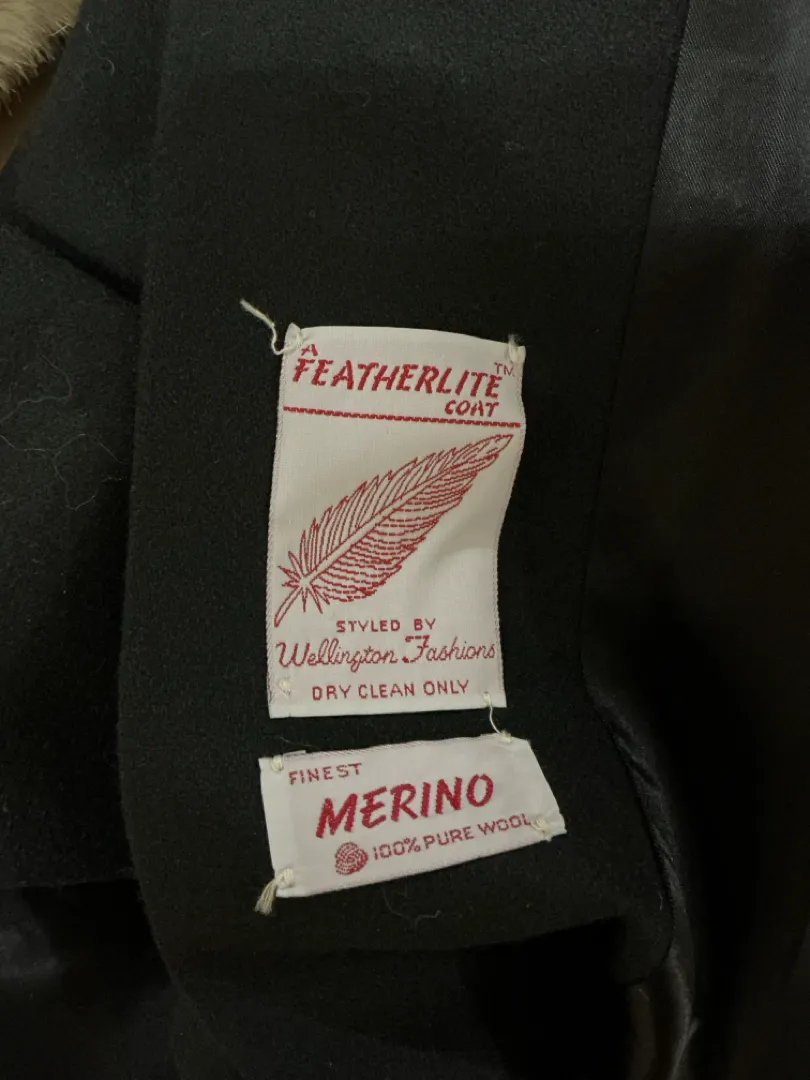 A
FEATHERLITE TM
COAT
STYLED BY
Wellington Fashions
DRY CLEAN ONLY
FINEST
MERINO
100% PURE WOOL